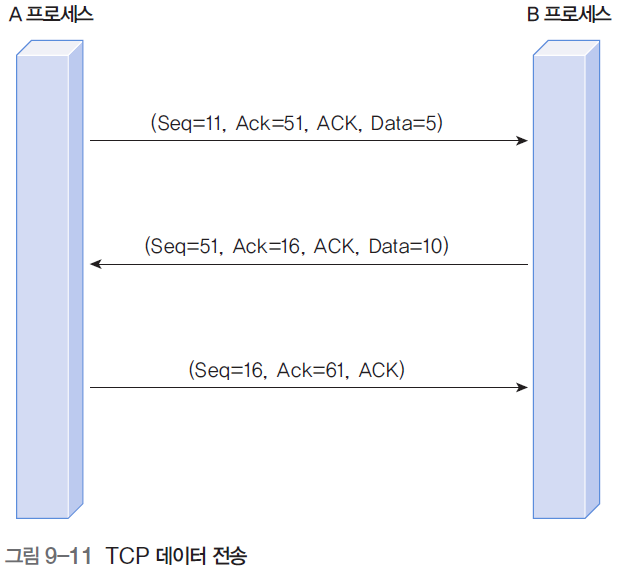 A 프로세스
B 프로세스
(Seq=11, Ack=51, ACK, Data=5)
(Seq=51, Ack=16, ACK, Data=10)
(Seq=16, Ack=61, ACK)
그림 9-11 TCP 데이터 전송